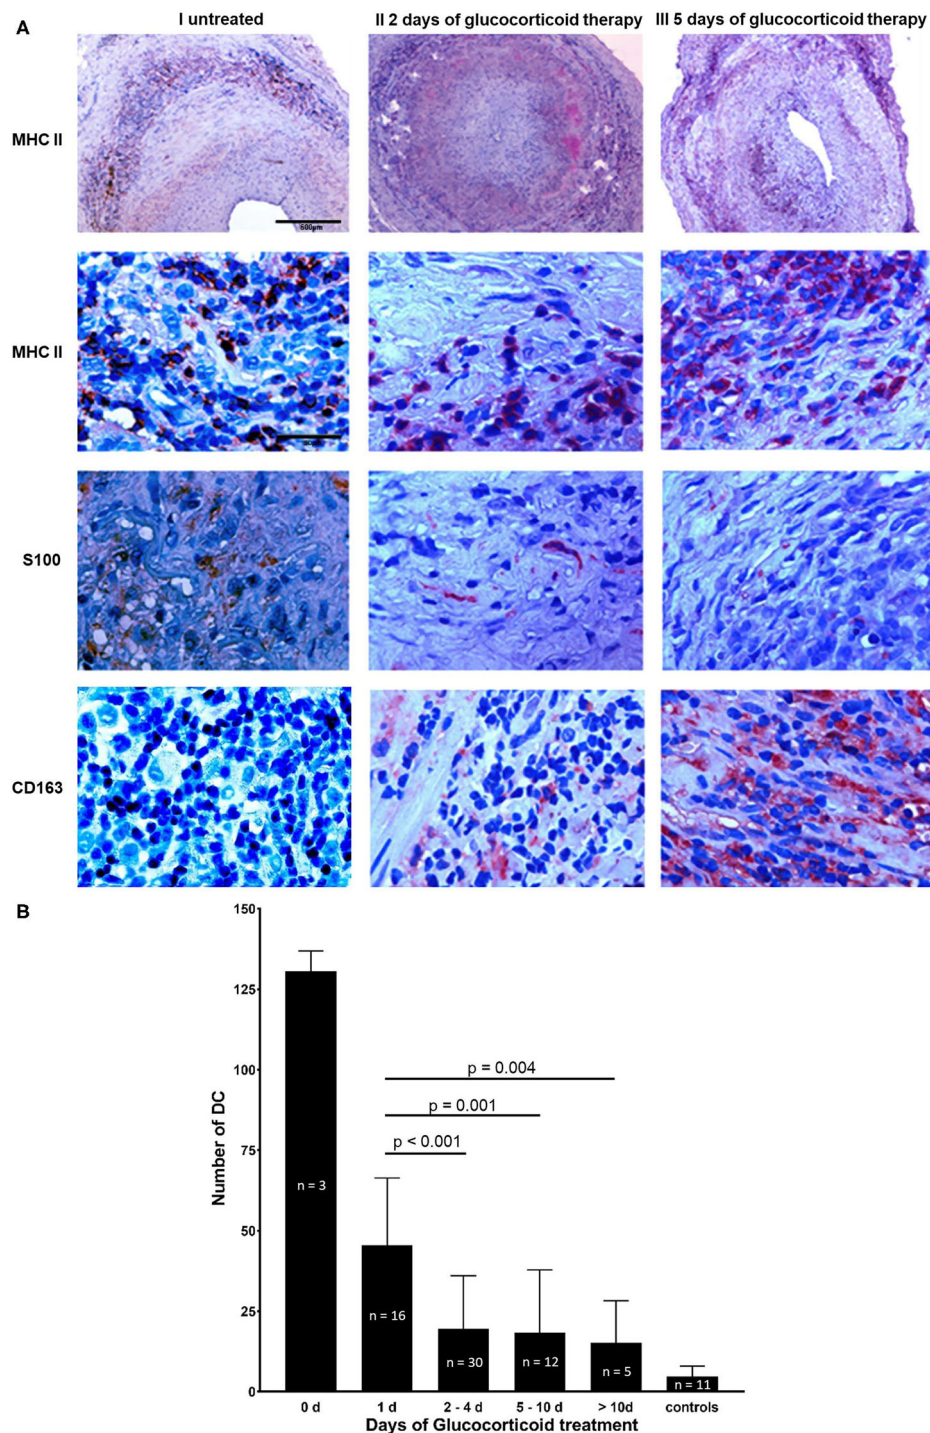 A
I untreated
II 2 days of glucocorticoid therapy
III 5 days of glucocorticoid therapy
MHC II
500µm
MHC II
S100
CD163
B
150
125
100
75
50
25
0
Number of DC
p = 0.004
p = 0.001
p < 0.001
n = 3
n = 16
n = 30
n = 12
n = 5
n = 11
0 d
1 d
2 - 4 d
5 - 10 d
> 10d
controls
Days of Glucocorticoid treatment